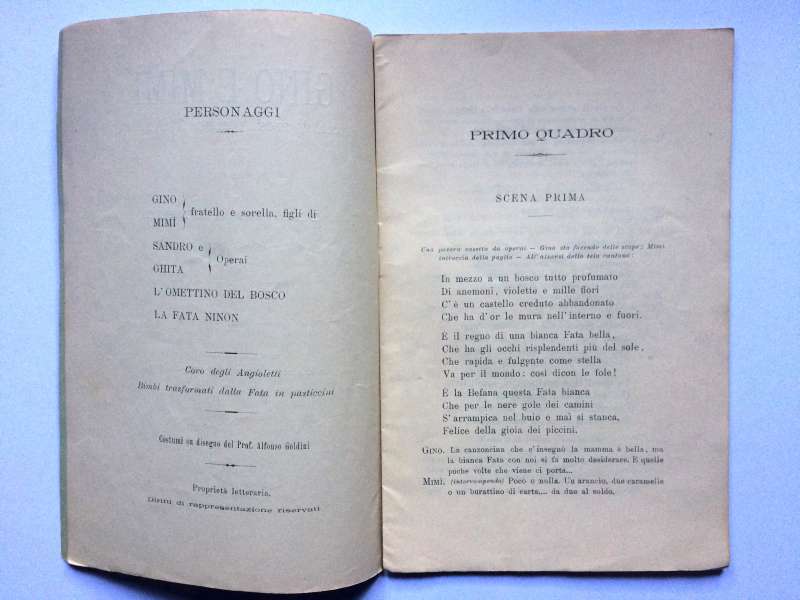 PERSONAGGI
GINO
MIMÌ
fratello e sorella, figli di
SANDRO e
GHITA
Operai
L'OMETTINO DEL BOSCO
LA FATA NINON
Coro degli Angioletti
Bimbi trasformati dalla Fata in pasticcini
Costumi su disegno del Prof. Alfonso Goldini
Proprietà letteraria.
Diritti di rappresentazione riservati
PRIMO QUADRO
SCENA PRIMA
Una povera casetta da operai — Gino sta facendo delle scope; Mimì
intreccia della paglia — All'alzarsi della tela cantano:
In mezzo a un bosco tutto profumato
Di anemoni, violette e mille fiori
C'è un castello creduto abbandonato
Che ha d'or le mura nell'interno e fuori.
È il regno di una bianca Fata bella,
Che ha gli occhi risplendenti più del sole,
Che rapida e fulgente come stella
Va per il mondo: così dicon le fole!
È la Befana questa Fata bianca
Che per le nere gole dei camini
S'arrampica nel buio e mai si stanca,
Felice della gioia dei piccini.
GINO. La canzoncina che c'insegnò la mamma è bella, ma
la bianca Fata con noi si fa molto desiderare. E quelle
poche volte che viene ci porta...
MIMÌ. (interrompendo) Poco o nulla. Un arancio, due caramelle
o un burattino di carta.... da due al soldo.